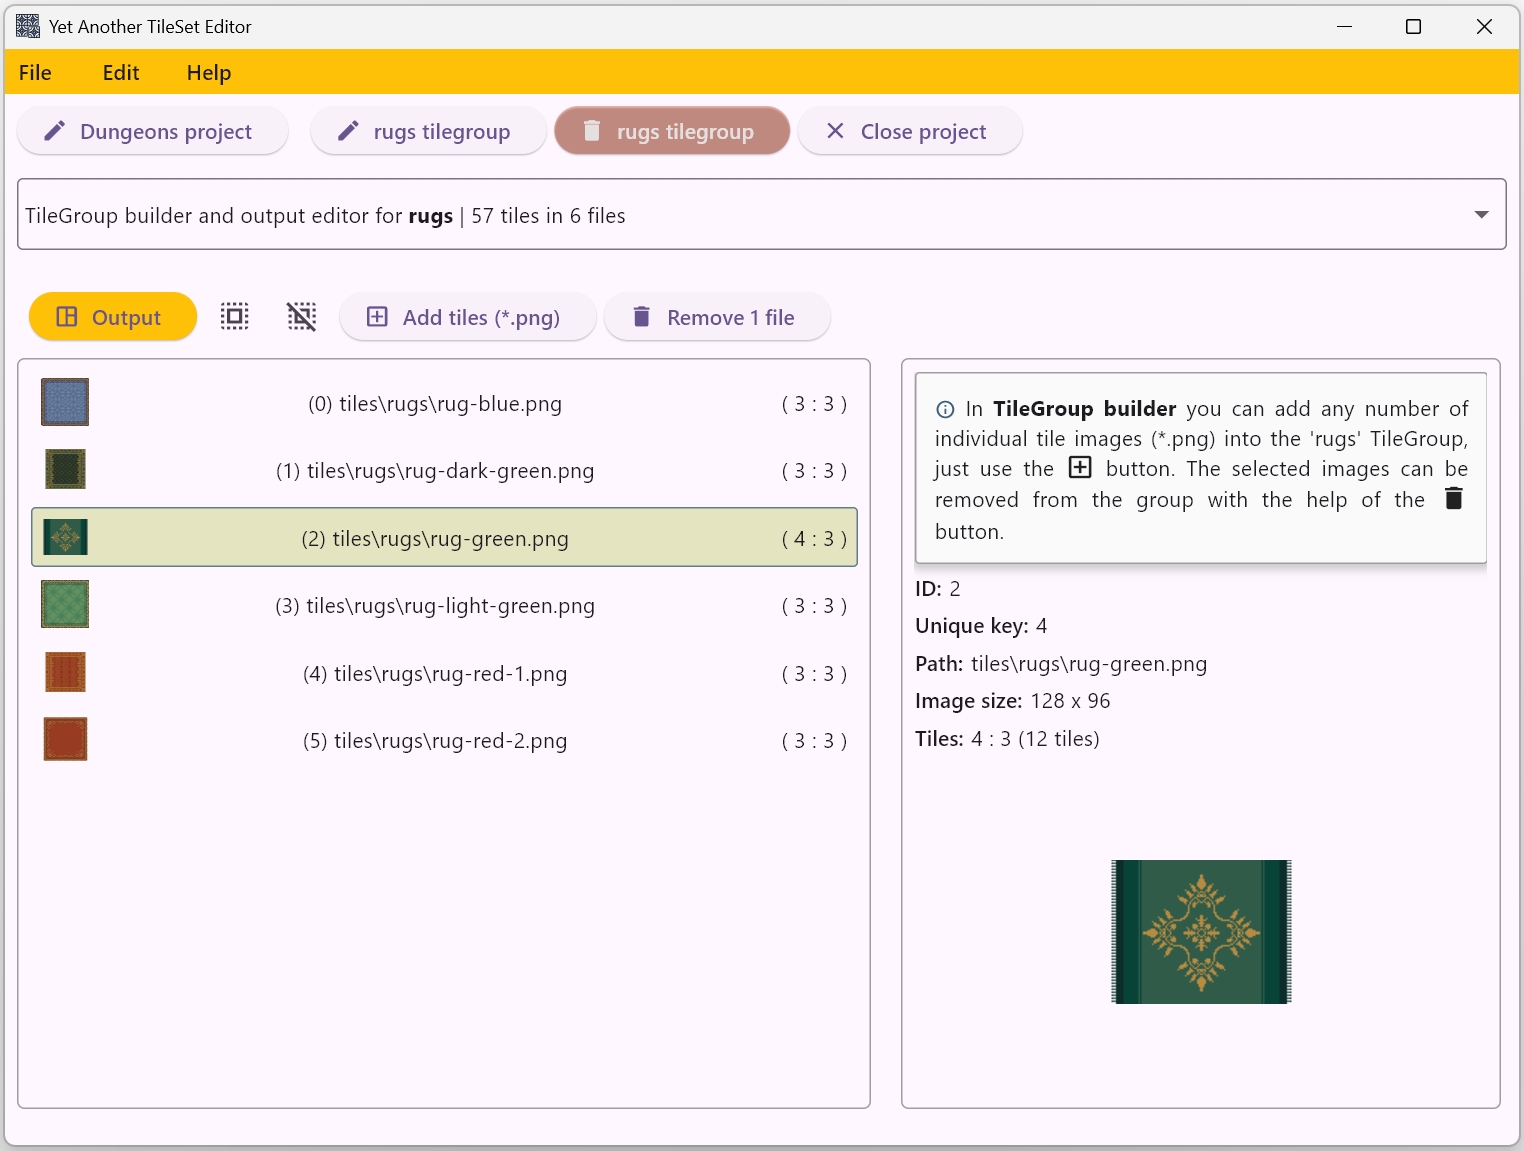 Yet Another TileSet Editor
File Edit Help
Dungeons project rugs tilegroup rugs tilegroup Close project
TileGroup builder and output editor for rugs | 57 tiles in 6 files
Output Add tiles (*.png) Remove 1 file
(0) tiles\rugs\rug-blue.png ( 3 : 3 )
(1) tiles\rugs\rug-dark-green.png ( 3 : 3 )
(2) tiles\rugs\rug-green.png ( 4 : 3 )
(3) tiles\rugs\rug-light-green.png ( 3 : 3 )
(4) tiles\rugs\rug-red-1.png ( 3 : 3 )
(5) tiles\rugs\rug-red-2.png ( 3 : 3 )
In TileGroup builder you can add any number of
individual tile images (*.png) into the 'rugs' TileGroup,
just use the button. The selected images can be
removed from the group with the help of the
button.
ID: 2
Unique key: 4
Path: tiles\rugs\rug-green.png
Image size: 128 x 96
Tiles: 4 : 3 (12 tiles)